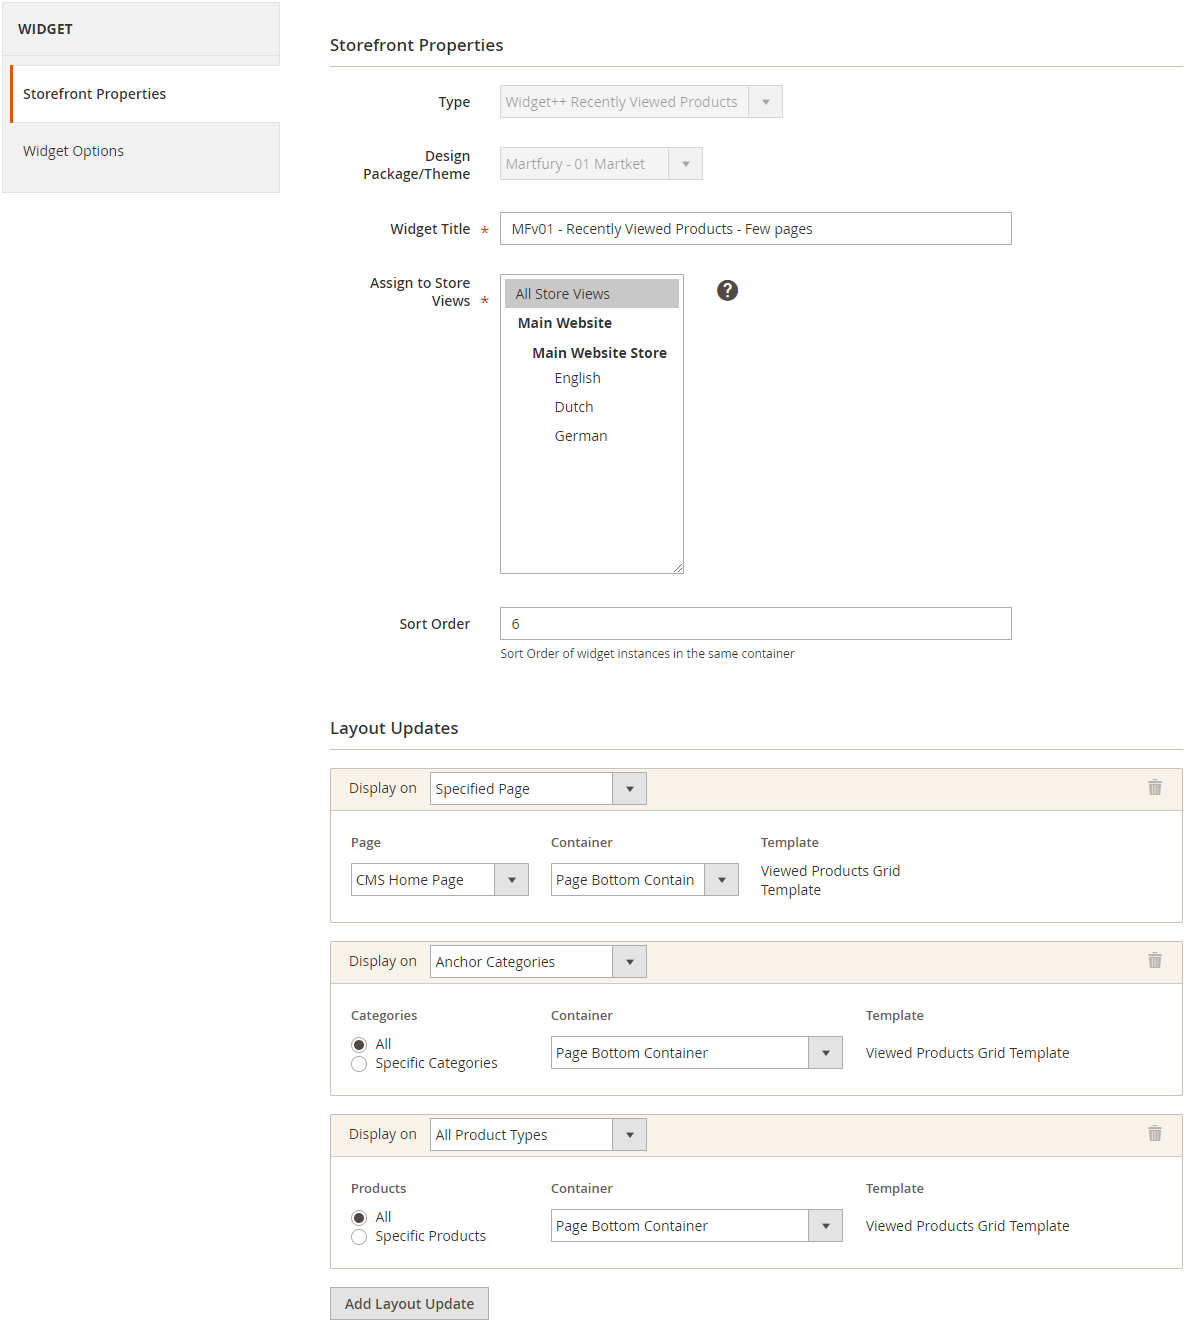 WIDGET
Storefront Properties
Widget Options
Storefront Properties
Type
Widget++ Recently Viewed Products
Design
Package/Theme
Martfury - 01 Martket
Widget Title *
MFv01 - Recently Viewed Products - Few pages
Assign to Store
Views *
All Store Views
Main Website
Main Website Store
English
Dutch
German
?
Sort Order
6
Sort Order of widget instances in the same container
Layout Updates
Display on Specified Page
Page Container Template
CMS Home Page Page Bottom Contain Viewed Products Grid
Template
Display on Anchor Categories
Categories Container Template
All
Specific Categories
Page Bottom Container Viewed Products Grid Template
Display on All Product Types
Products Container Template
All
Specific Products
Page Bottom Container Viewed Products Grid Template
Add Layout Update